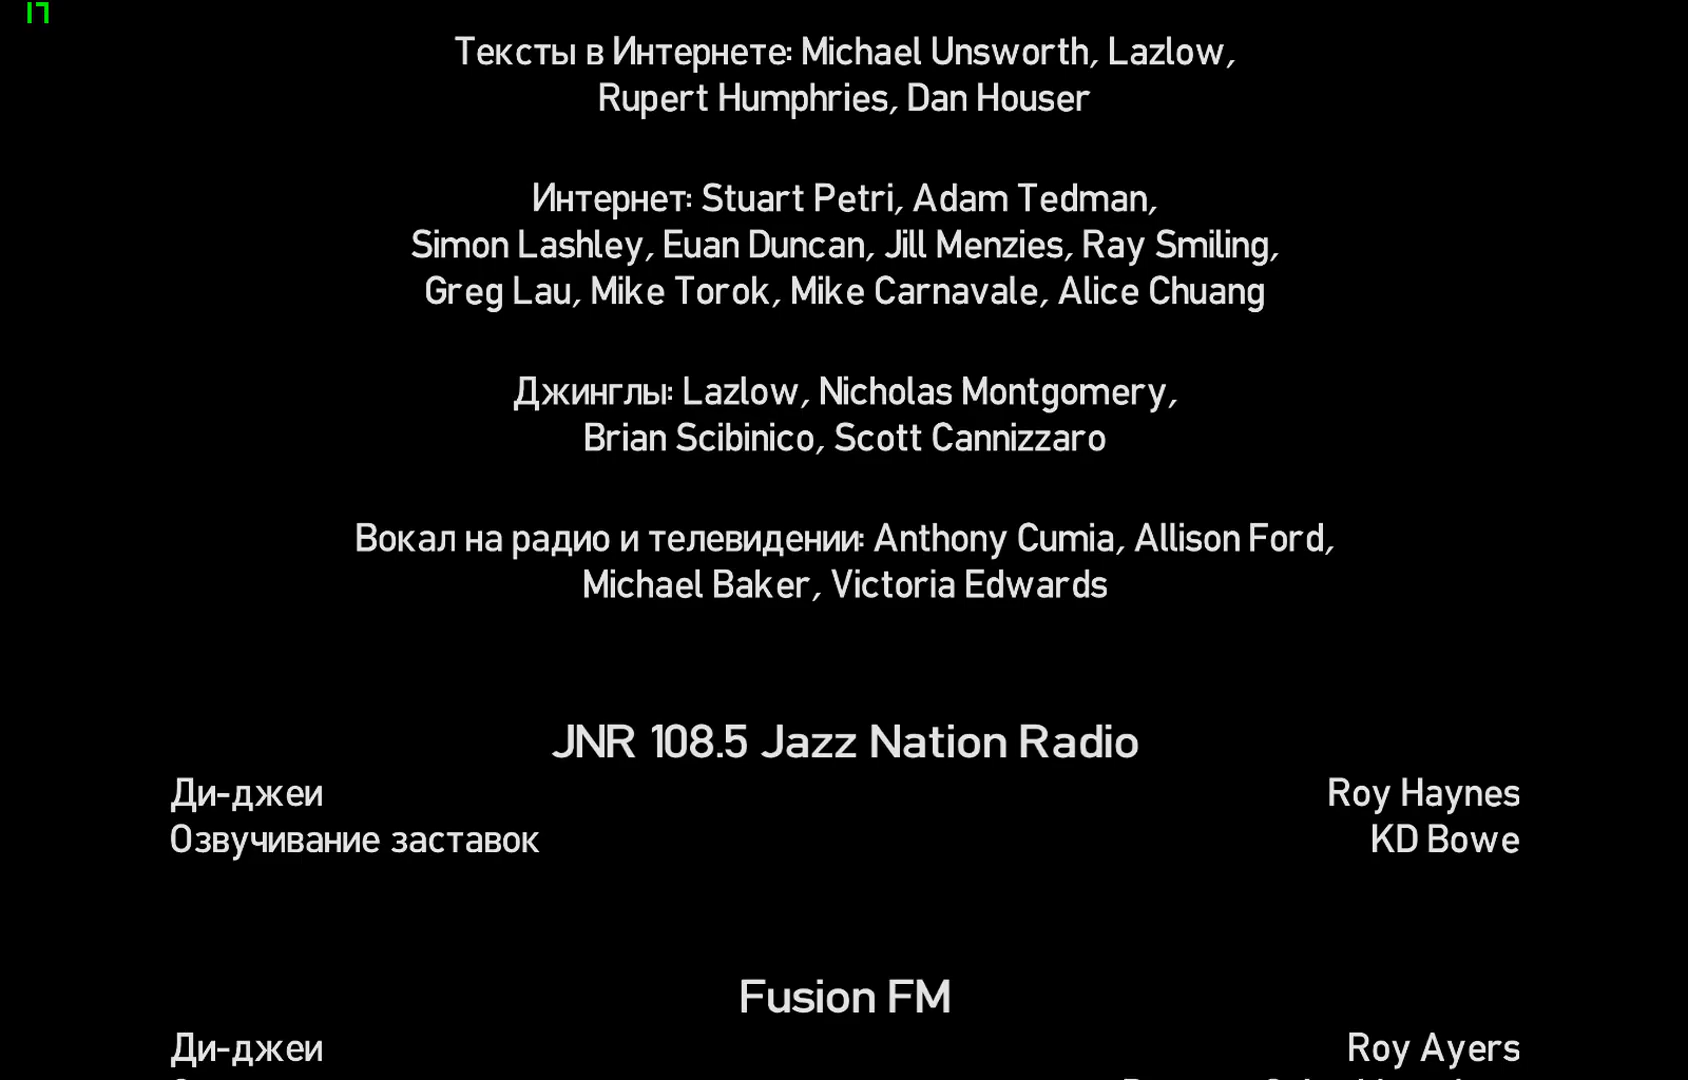 17
Тексты в Интернете: Michael Unsworth, Lazlow,
Rupert Humphries, Dan Houser
Интернет: Stuart Petri, Adam Tedman,
Simon Lashley, Euan Duncan, Jill Menzies, Ray Smiling,
Greg Lau, Mike Torok, Mike Carnavale, Alice Chuang
Джинглы: Lazlow, Nicholas Montgomery,
Brian Scibinico, Scott Cannizzaro
Вокал на радио и телевидении: Anthony Cumia, Allison Ford,
Michael Baker, Victoria Edwards
JNR 108.5 Jazz Nation Radio
Ди-джеи Roy Haynes
Озвучивание заставок KD Bowe
Fusion FM
Ди-джеи Roy Ayers